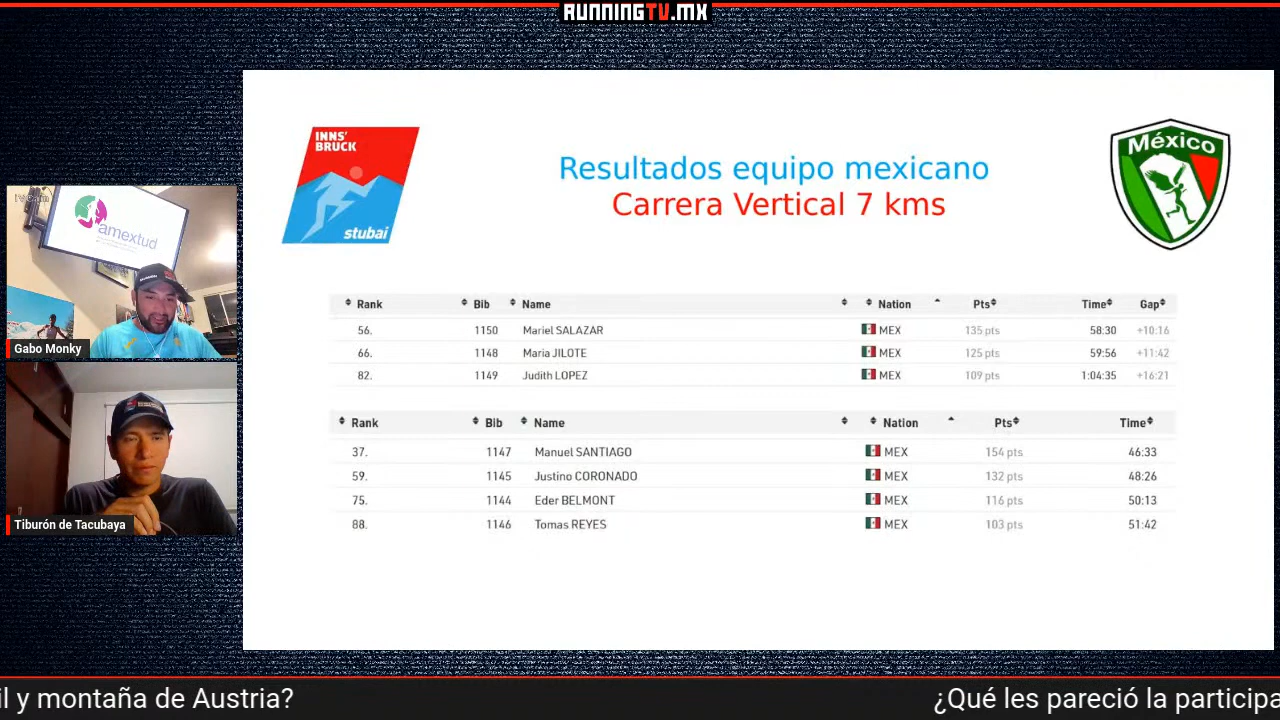 RUNNINGTV.MX
INNS'
BRUCK
stubai
Resultados equipo mexicano
Carrera Vertical 7 kms
México
amextud
Gabo Monky
Tiburón de Tacubaya
Rank Bib Name Nation Pts Time Gap
56. 1150 Mariel SALAZAR MEX 135 pts 58:30 +10:16
66. 1148 Maria JILOTE MEX 125 pts 59:56 +11:42
82. 1149 Judith LOPEZ MEX 109 pts 1:04:35 +16:21
Rank Bib Name Nation Pts Time
37. 1147 Manuel SANTIAGO MEX 154 pts 46:33
59. 1145 Justino CORONADO MEX 132 pts 48:26
75. 1144 Eder BELMONT MEX 116 pts 50:13
88. 1146 Tomas REYES MEX 103 pts 51:42
il y montaña de Austria? ¿Qué les pareció la participa